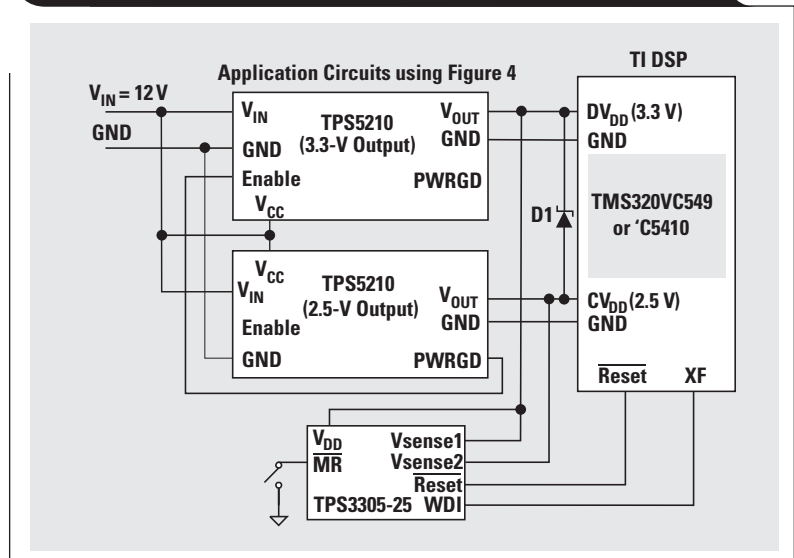 TI DSP
Application Circuits using Figure 4
V_IN = 12 V
GND
V_IN
GND
Enable
V_CC
TPS5210
(3.3-V Output)
V_OUT
GND
PWRGD
V_CC
V_IN
Enable
GND
TPS5210
(2.5-V Output)
V_OUT
GND
PWRGD
D1
DV_DD (3.3 V)
GND
TMS320VC549
or ‘C5410
CV_DD (2.5 V)
GND
Reset XF
V_DD Vsense1
MR Vsense2
Reset
TPS3305-25 WDI